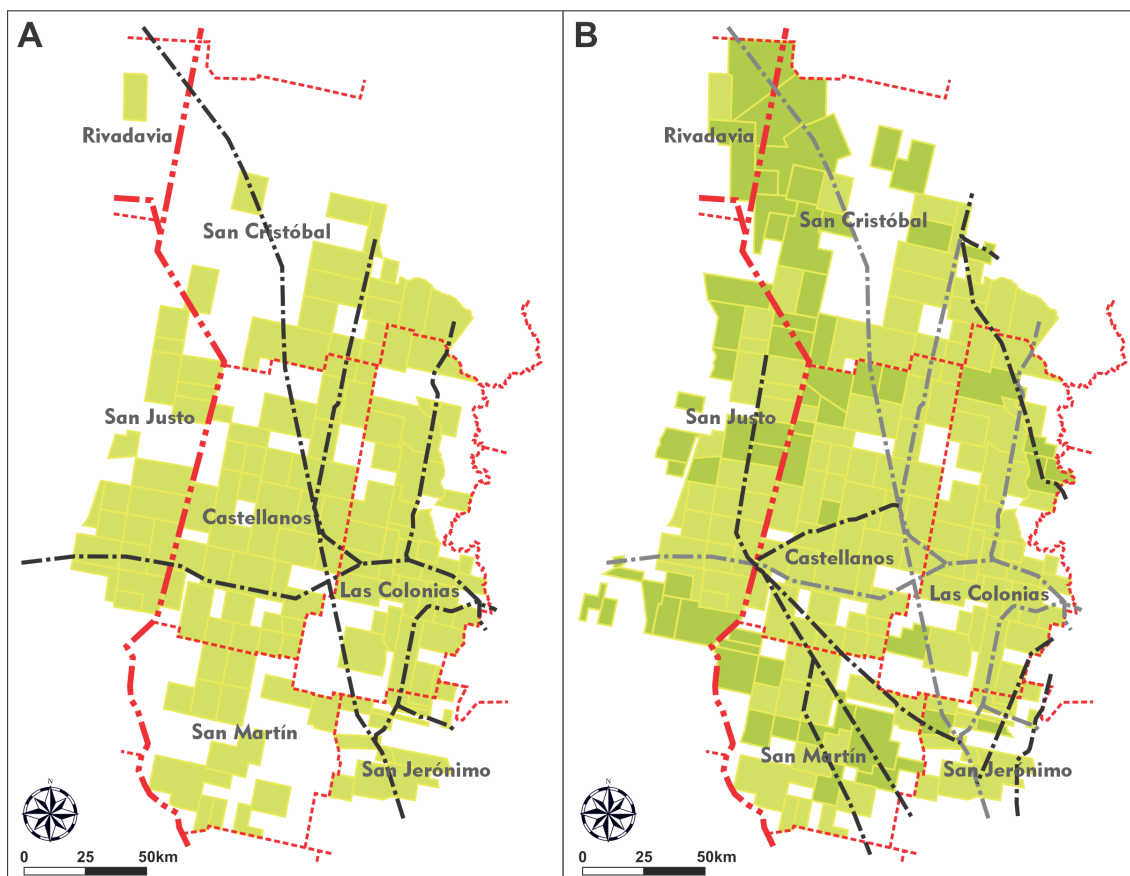 A
Rivadavia
San Cristóbal
San Justo
Castellanos
Las Colonias
San Martín
San Jerónimo
N
0 25 50km
B
Rivadavia
San Cristóbal
San Justo
Castellanos
Las Colonias
San Martín
San Jerónimo
N
0 25 50km